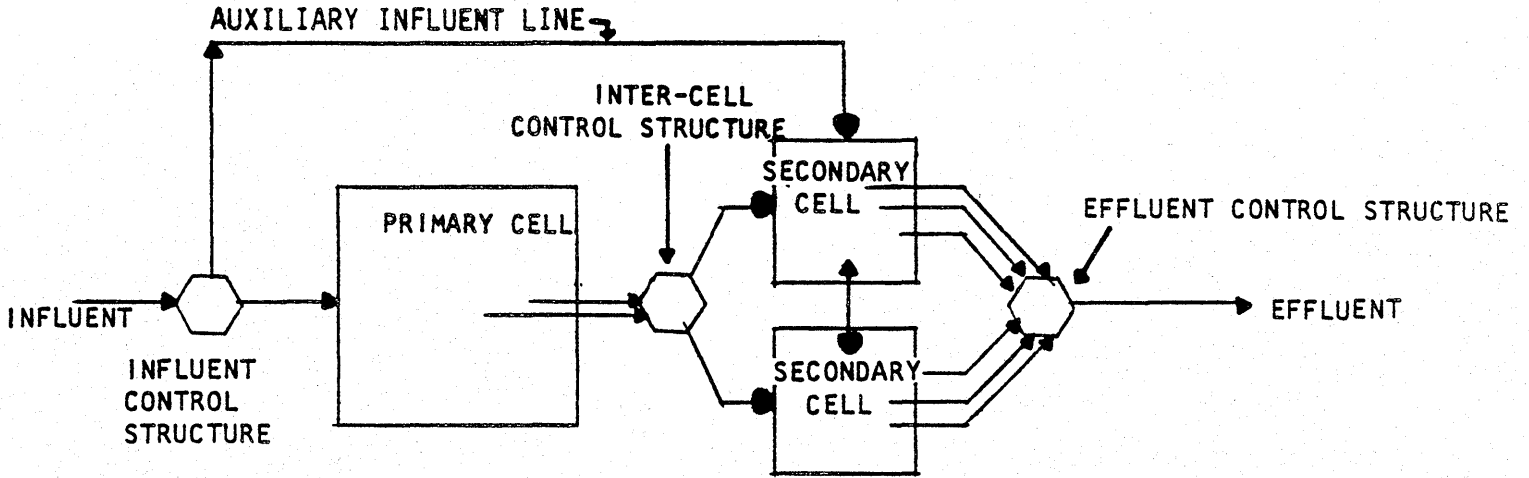 AUXILIARY INFLUENT LINE
INTER-CELL
CONTROL STRUCTURE
SECONDARY
CELL
PRIMARY CELL
EFFLUENT CONTROL STRUCTURE
INFLUENT
EFFLUENT
INFLUENT
CONTROL
STRUCTURE
SECONDARY
CELL